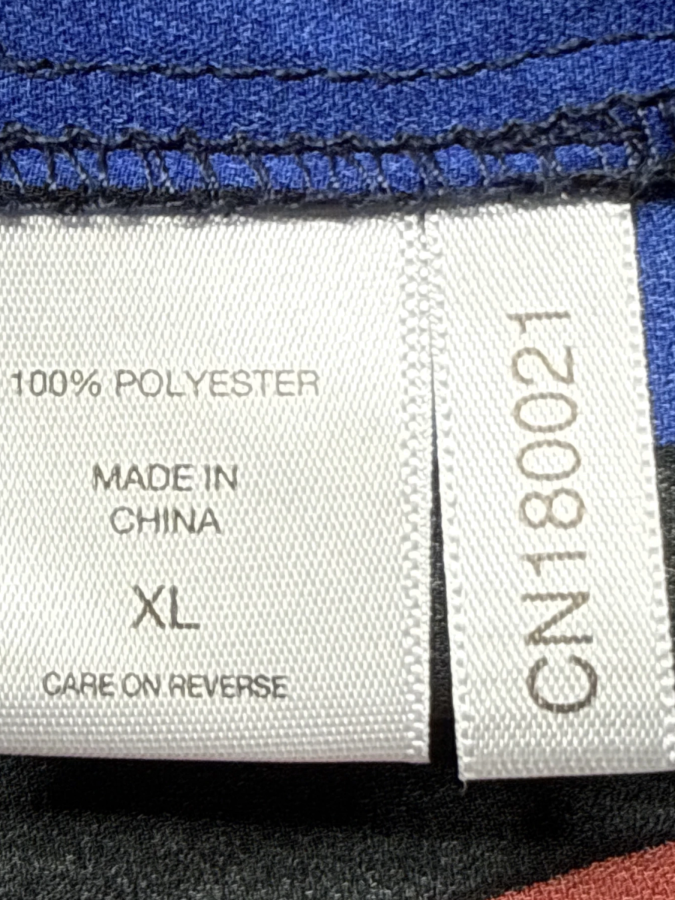 100% POLYESTER
MADE IN
CHINA
XL
CARE ON REVERSE
CN180021